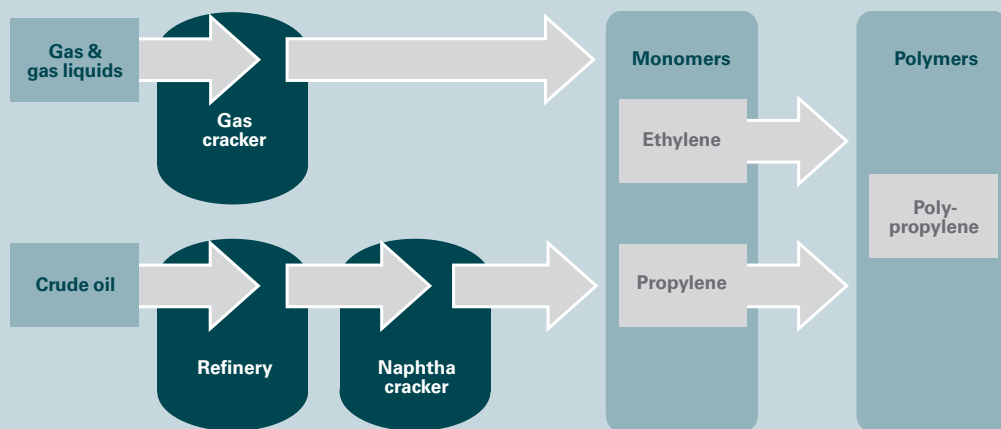 Gas &
gas liquids
Gas
cracker
Monomers
Polymers
Ethylene
Poly-
propylene
Crude oil
Refinery
Naphtha
cracker
Propylene